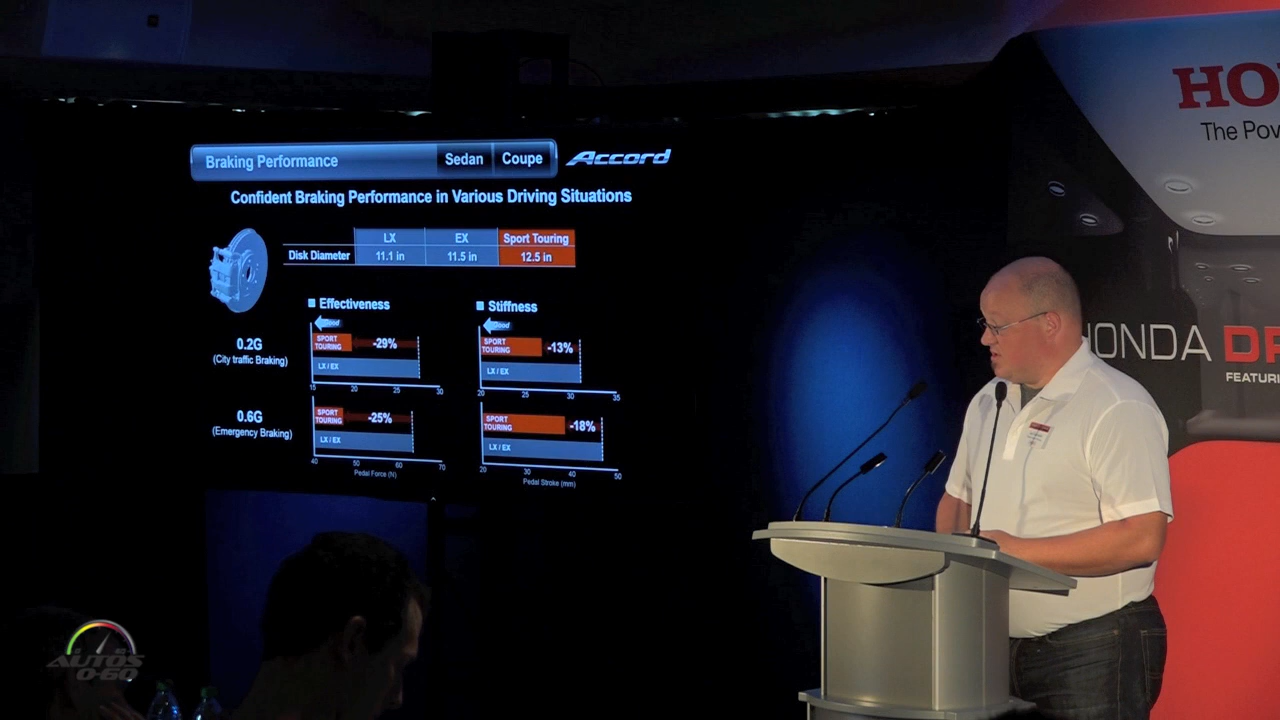 Braking Performance Sedan Coupe Accord
Confident Braking Performance in Various Driving Situations
LX EX Sport Touring
Disk Diameter 11.1 in 11.5 in 12.5 in
Effectiveness
Good
0.2G
(City traffic Braking)
SPORT
TOURING
-29%
LX / EX
15 20 25 30
0.6G
(Emergency Braking)
SPORT
TOURING
-25%
LX / EX
40 50 60 70
Pedal Force (N)
Stiffness
Good
SPORT
TOURING
-13%
LX / EX
20 25 30 35
SPORT
TOURING
-18%
LX / EX
20 30 40 50
Pedal Stroke (mm)
HO
The Pow
HONDA DR
FEATURI
AUTOS
0-60